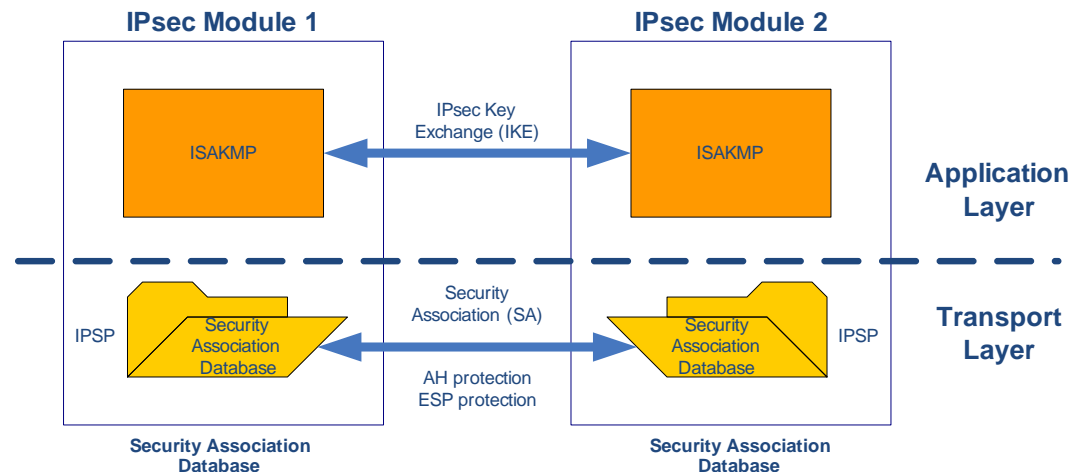 IPsec Module 1
IPsec Module 2
IPsec Key
Exchange (IKE)
ISAKMP
ISAKMP
Application
Layer
Security
Association (SA)
IPSP
Security
Association
Database
Security
Association
Database
IPSP
Transport
Layer
AH protection
ESP protection
Security Association
Database
Security Association
Database